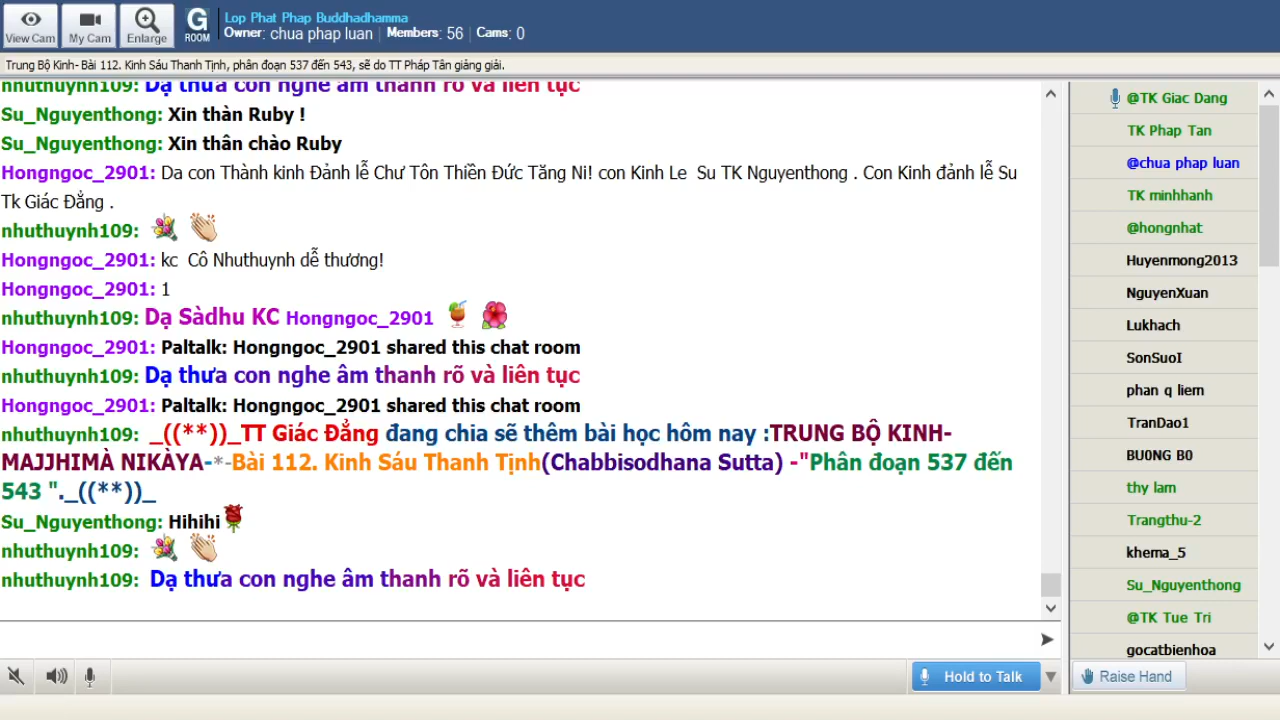 View Cam
My Cam
Enlarge
G
ROOM
Lop Phat Phap Buddhadhamma
Owner: chua phap luan Members: 56 Cams: 0
Trung Bộ Kinh- Bài 112. Kinh Sáu Thanh Tịnh, phân đoạn 537 đến 543, sẽ do TT Pháp Tân giảng giải.
nhuthuynh109: Dạ thưa con nghe âm thanh rõ và liên tục
Su_Nguyenthong: Xin thàn Ruby !
Su_Nguyenthong: Xin thân chào Ruby
Hongngoc_2901: Da con Thành kinh Đảnh lễ Chư Tôn Thiền Đức Tăng Ni! con Kinh Le Su TK Nguyenthong . Con Kinh đảnh lễ Su
Tk Giác Đẳng .
nhuthuynh109:
Hongngoc_2901: kc Cô Nhuthuynh dễ thương!
Hongngoc_2901: 1
nhuthuynh109: Dạ Sàdhu KC Hongngoc_2901
Hongngoc_2901: Paltalk: Hongngoc_2901 shared this chat room
nhuthuynh109: Dạ thưa con nghe âm thanh rõ và liên tục
Hongngoc_2901: Paltalk: Hongngoc_2901 shared this chat room
nhuthuynh109: _((**))_TT Giác Đẳng đang chia sẽ thêm bài học hôm nay :TRUNG BỘ KINH-
MAJJHIMÀ NIKÀYA-*-Bài 112. Kinh Sáu Thanh Tịnh(Chabbisodhana Sutta) -"Phân đoạn 537 đến
543 "._((**))_
Su_Nguyenthong: Hihihi
nhuthuynh109:
nhuthuynh109: Dạ thưa con nghe âm thanh rõ và liên tục
Hold to Talk
@TK Giac Dang
TK Phap Tan
@chua phap luan
TK minhhanh
@hongnhat
Huyenmong2013
NguyenXuan
Lukhach
SonSuoI
phan q liem
TranDao1
BU0NG B0
thy lam
Trangthu-2
khema_5
Su_Nguyenthong
@TK Tue Tri
gocatbienhoa
Raise Hand